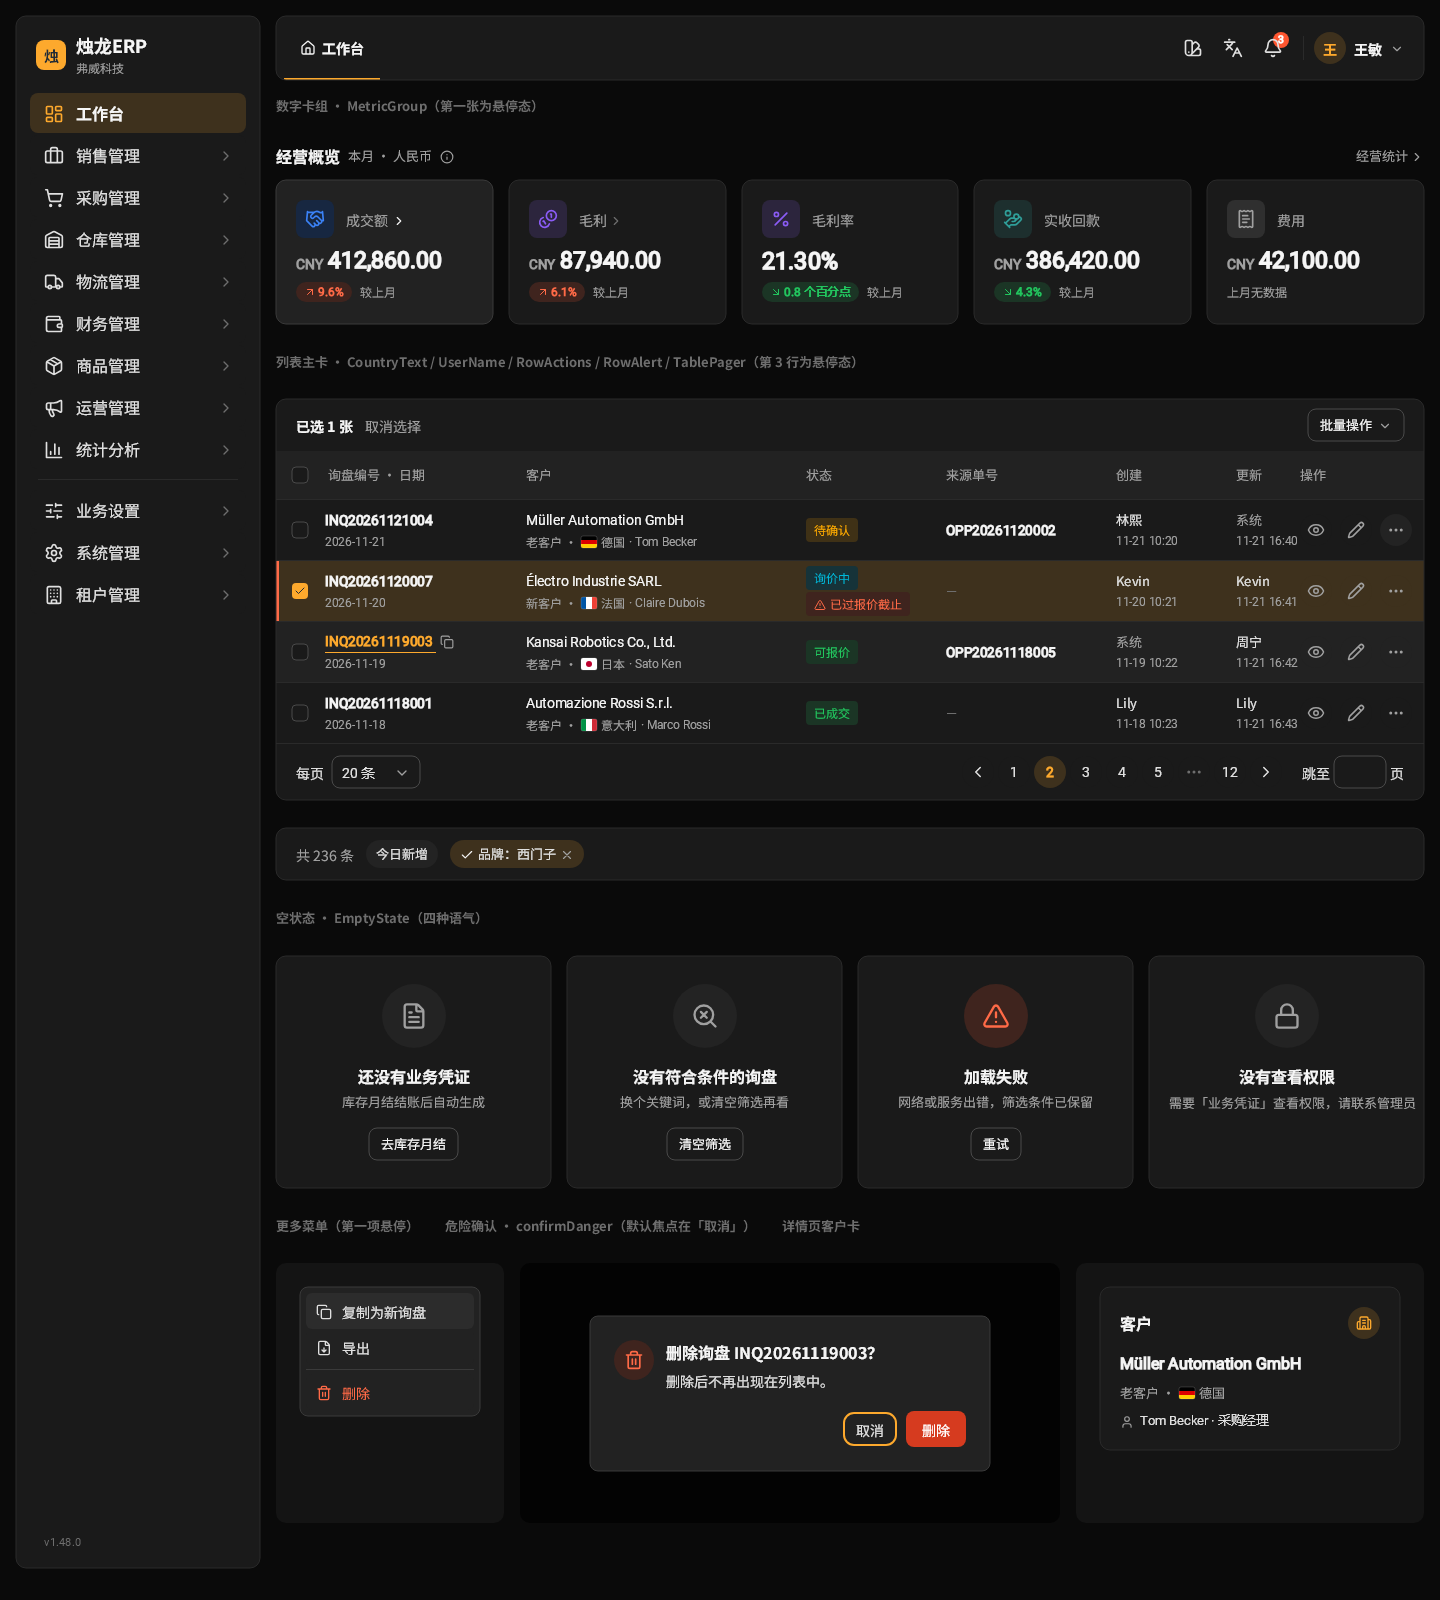 烛
烛龙ERP
弗威科技
工作台
销售管理
采购管理
仓库管理
物流管理
财务管理
商品管理
运营管理
统计分析
业务设置
系统管理
租户管理
v1.48.0
工作台
3
王
王敏
数字卡组 · MetricGroup（第一张为悬停态）
经营概览 本月 · 人民币
经营统计
成交额
CNY 412,860.00
9.6% 较上月
毛利
CNY 87,940.00
6.1% 较上月
毛利率
21.30%
0.8 个百分点 较上月
实收回款
CNY 386,420.00
4.3% 较上月
费用
CNY 42,100.00
上月无数据
列表主卡 · CountryText / UserName / RowActions / RowAlert / TablePager（第 3 行为悬停态）
已选 1 张 取消选择
批量操作
询盘编号 · 日期 客户 状态 来源单号 创建 更新 操作
INQ20261121004 Müller Automation GmbH 待确认 OPP20261120002 林熙 系统
2026-11-21 老客户 · 德国 · Tom Becker 11-21 10:20 11-21 16:40
INQ20261120007 Électro Industrie SARL 询价中 — Kevin Kevin
2026-11-20 新客户 · 法国 · Claire Dubois 已过报价截止 11-20 10:21 11-21 16:41
INQ20261119003 Kansai Robotics Co., Ltd. 可报价 OPP20261118005 系统 周宁
2026-11-19 老客户 · 日本 · Sato Ken 11-19 10:22 11-21 16:42
INQ20261118001 Automazione Rossi S.r.l. 已成交 — Lily Lily
2026-11-18 老客户 · 意大利 · Marco Rossi 11-18 10:23 11-21 16:43
每页 20 条 1 2 3 4 5 ··· 12 跳至 页
共 236 条 今日新增 品牌：西门子
空状态 · EmptyState（四种语气）
还没有业务凭证
库存月结结账后自动生成
去库存月结
没有符合条件的询盘
换个关键词，或清空筛选再看
清空筛选
加载失败
网络或服务出错，筛选条件已保留
重试
没有查看权限
需要「业务凭证」查看权限，请联系管理员
更多菜单（第一项悬停） 危险确认 · confirmDanger（默认焦点在「取消」） 详情页客户卡
复制为新询盘
导出
删除
删除询盘 INQ20261119003？
删除后不再出现在列表中。
取消 删除
客户
Müller Automation GmbH
老客户 · 德国
Tom Becker · 采购经理